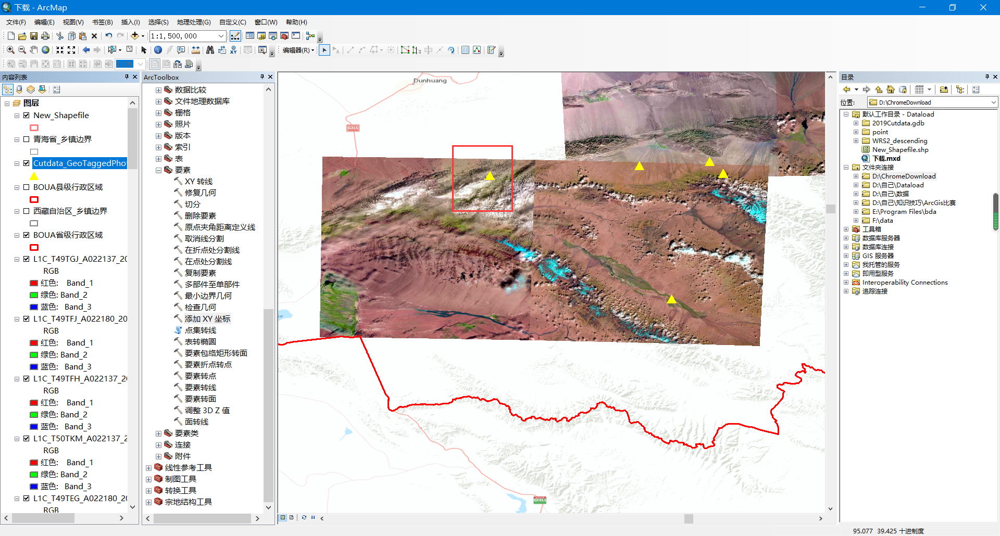 下载 - ArcMap
文件(F) 编辑(E) 视图(V) 书签(B) 插入(I) 选择(S) 地理处理(G) 自定义(C) 窗口(W) 帮助(H)
1:1,500,000
编辑器(R)
100%
内容列表
图层
New_Shapefile
青海省_乡镇边界
Cutdata_GeoTaggedPho
BOUA县级行政区域
西藏自治区_乡镇边界
BOUA省级行政区域
L1C_T49TGJ_A022137_20
RGB
红色: Band_1
绿色: Band_2
蓝色: Band_3
L1C_T49TFJ_A022180_20
RGB
红色: Band_1
绿色: Band_2
蓝色: Band_3
L1C_T49TFH_A022137_20
RGB
红色: Band_1
绿色: Band_2
蓝色: Band_3
L1C_T50TKM_A022137_2
RGB
红色: Band_1
绿色: Band_2
蓝色: Band_3
L1C_T49TEG_A022180_20
RGB
ArcToolbox
数据比较
文件地理数据库
栅格
照片
版本
索引
表
要素
XY 转线
修复几何
切分
删除要素
原点夹角距离定义线
取消线分割
在折点处分割线
在点处分割线
复制要素
多部件至单部件
最小边界几何
检查几何
添加 XY 坐标
点集转线
表转椭圆
要素包络矩形转面
要素折点转点
要素转点
要素转线
要素转面
调整 3D Z 值
面转线
要素类
连接
附件
线性参考工具
制图工具
转换工具
宗地结构工具
Dunhuang
G215
ke
G3011
目录
位置: D:\ChromeDownload
默认工作目录 - Dataload
2019Cutdata.gdb
point
WRS2_descending
New_Shapefile.shp
下载.mxd
文件夹连接
D:\ChromeDownload
D:\自己\Dataload
D:\自己\数据
D:\自己\知识技巧\ArcGis比赛
E:\Program Files\bda
F:\data
工具箱
数据库服务器
数据库连接
GIS 服务器
我托管的服务
即用型服务
Interoperability Connections
追踪连接
95.077 39.425 十进制度